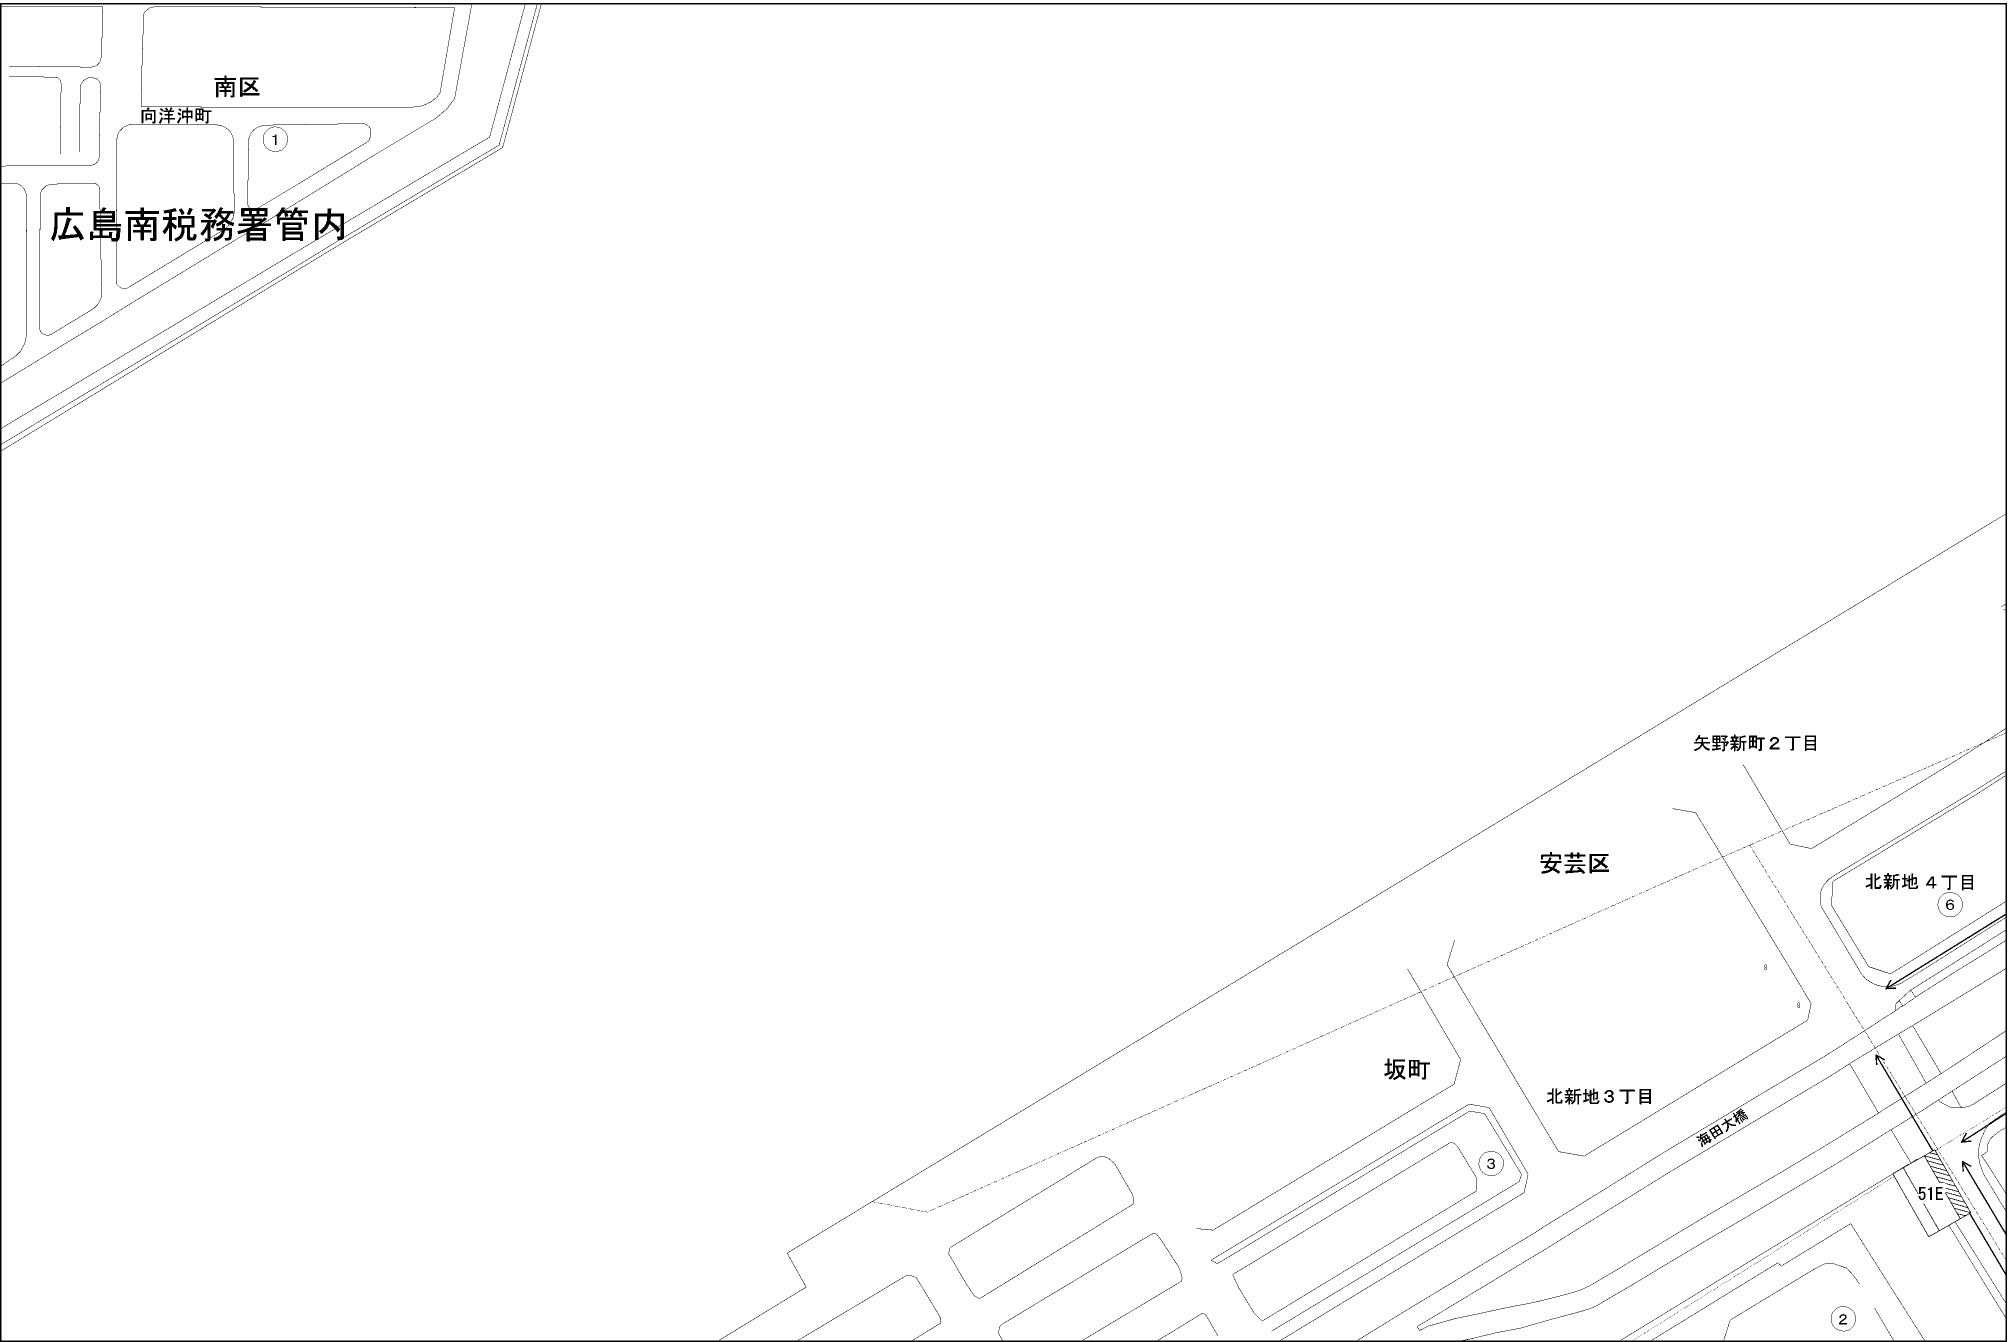 南区
向洋沖町
1
広島南税務署管内
矢野新町２丁目
安芸区
北新地４丁目
6
坂町
北新地３丁目
海田大橋
3
51E
2